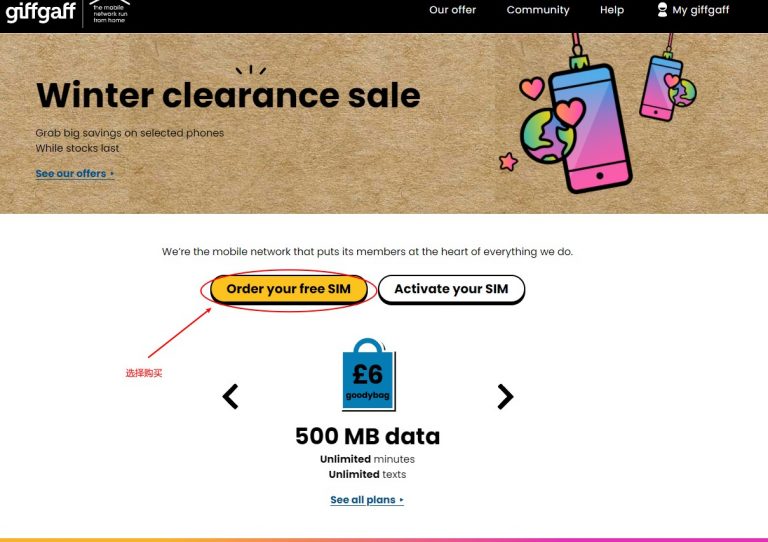 giffgaff
the mobile
network run
from home
Our offer
Community
Help
My giffgaff
Winter clearance sale
Grab big savings on selected phones
While stocks last
See our offers
We're the mobile network that puts its members at the heart of everything we do.
Order your free SIM
Activate your SIM
选择购买
£6
goodybag
500 MB data
Unlimited minutes
Unlimited texts
See all plans